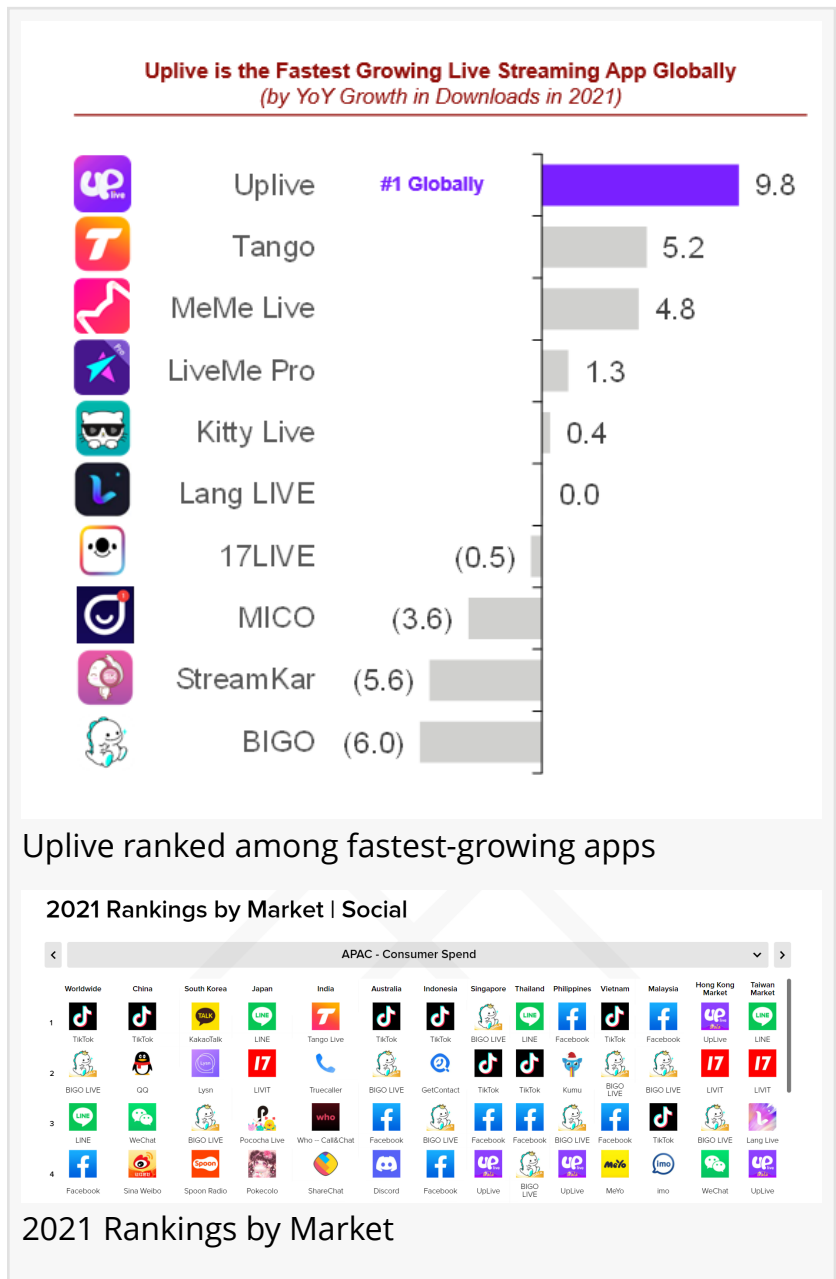 Uplive is the Fastest Growing Live Streaming App Globally
(by YoY Growth in Downloads in 2021)
UP live Uplive #1 Globally 9.8
T Tango 5.2
MeMe Live 4.8
Pro LiveMe Pro 1.3
Kitty Live 0.4
Lang LIVE 0.0
17LIVE (0.5)
1 MICO (3.6)
StreamKar (5.6)
BIGO (6.0)
Uplive ranked among fastest-growing apps
2021 Rankings by Market | Social
APAC - Consumer Spend
Worldwide China South Korea Japan India Australia Indonesia Singapore Thailand Philippines Vietnam Malaysia Hong Kong Market Taiwan Market
1 TikTok TikTok KakaoTalk LINE Tango Live TikTok TikTok BIGO LIVE LINE Facebook TikTok Facebook UpLive LINE
2 BIGO LIVE QQ Lysn LIVIT Truecaller BIGO LIVE GetContact TikTok TikTok Kumu BIGO LIVE BIGO LIVE LIVIT LIVIT
3 LINE WeChat BIGO LIVE Pococha Live Who – Call&Chat Facebook BIGO LIVE Facebook Facebook BIGO LIVE Facebook TikTok BIGO LIVE Lang Live
4 Facebook Sina Weibo Spoon Radio Pokecolo ShareChat Discord Facebook UpLive BIGO LIVE UpLive MeYo imo WeChat UpLive
2021 Rankings by Market